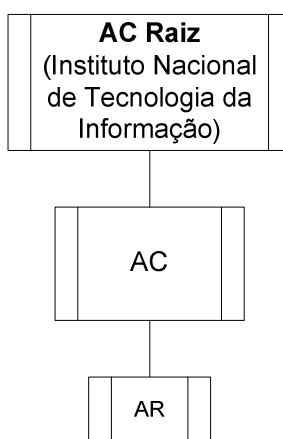 AC Raiz
(Instituto Nacional
de Tecnologia da
Informação)
AC
AR